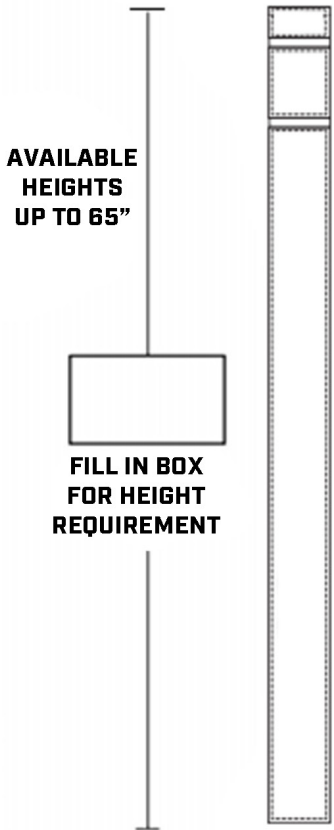 AVAILABLE
HEIGHTS
UP TO 65”
FILL IN BOX
FOR HEIGHT
REQUIREMENT